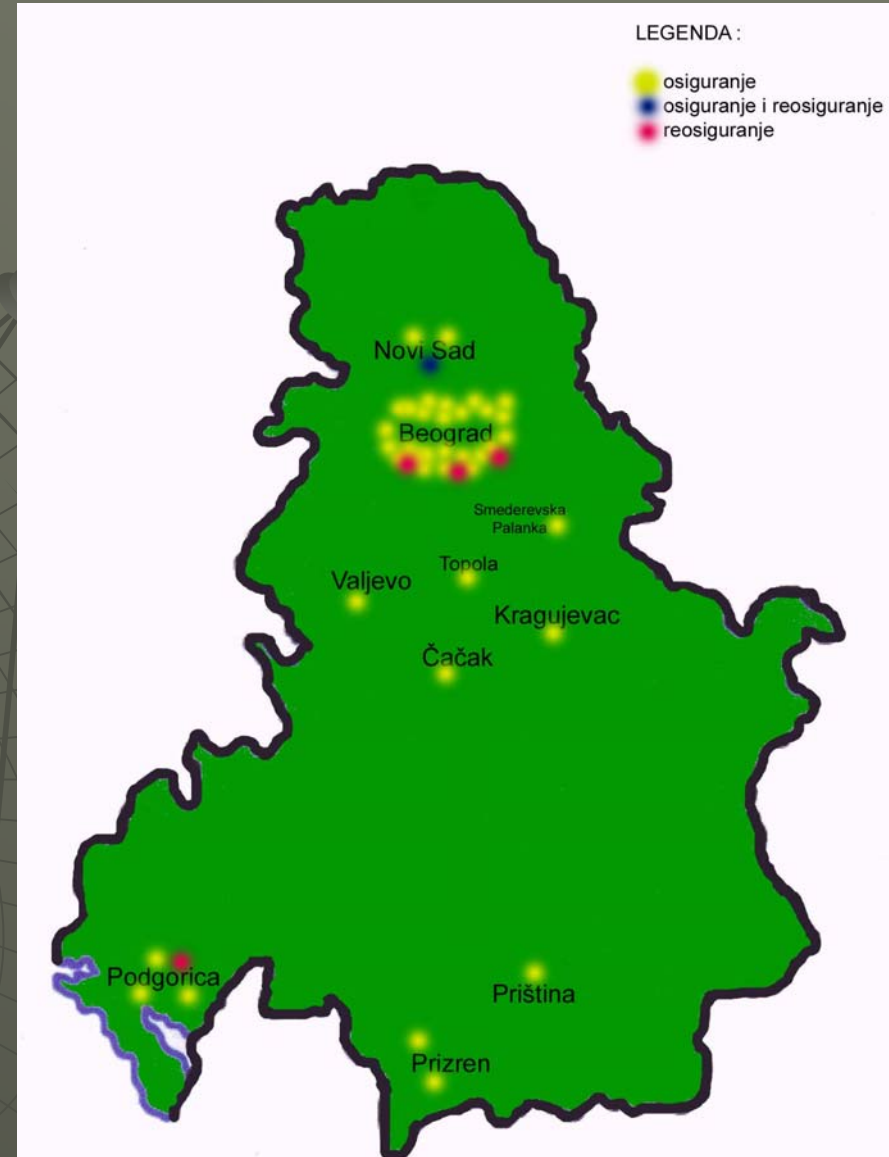 LEGENDA :
osiguranje
osiguranje i reosiguranje
reosiguranje
Novi Sad
Beograd
Smederevska
Palanka
Topola
Valjevo
Kragujevac
Čačak
Podgorica
Priština
Prizren